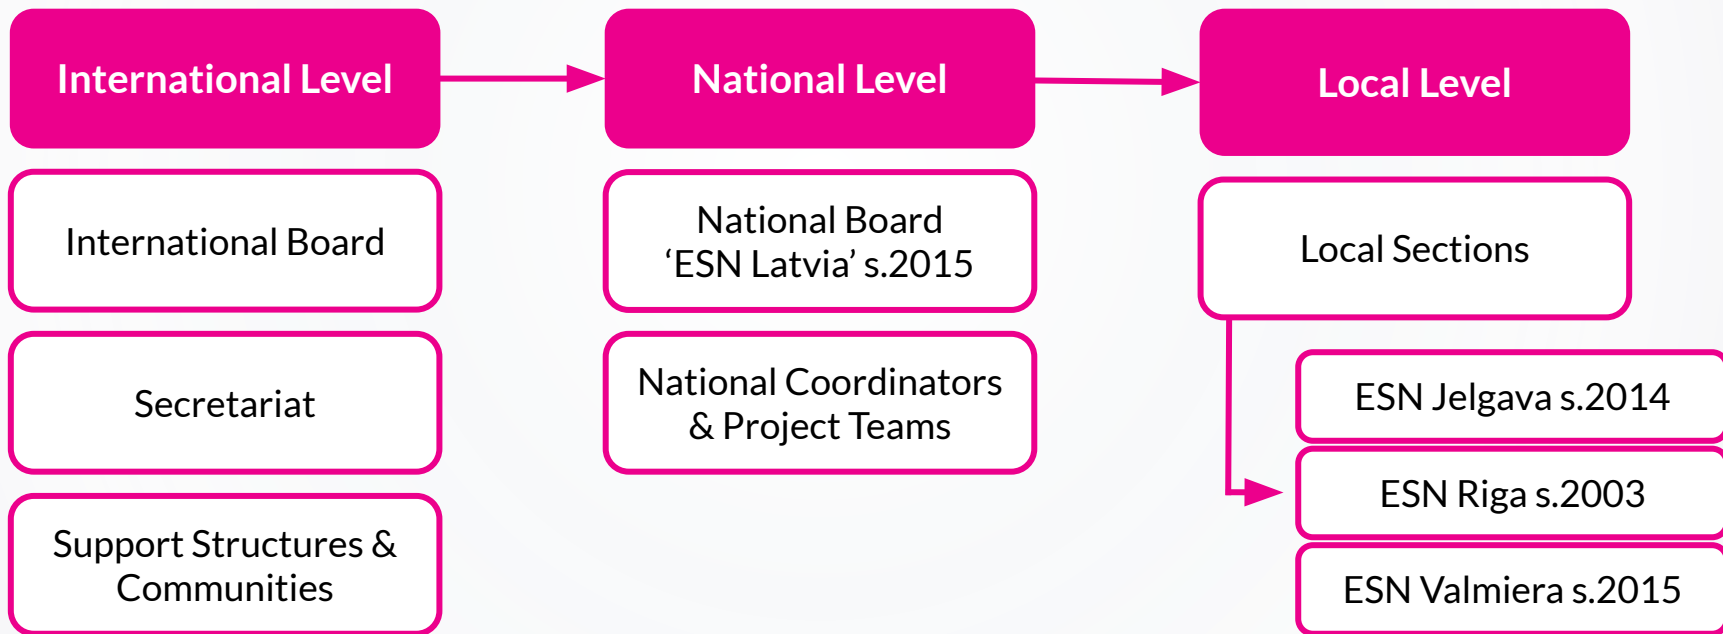 International Level
National Level
Local Level
International Board
Secretariat
Support Structures &
Communities
National Board
‘ESN Latvia’ s.2015
National Coordinators
& Project Teams
Local Sections
ESN Jelgava s.2014
ESN Riga s.2003
ESN Valmiera s.2015